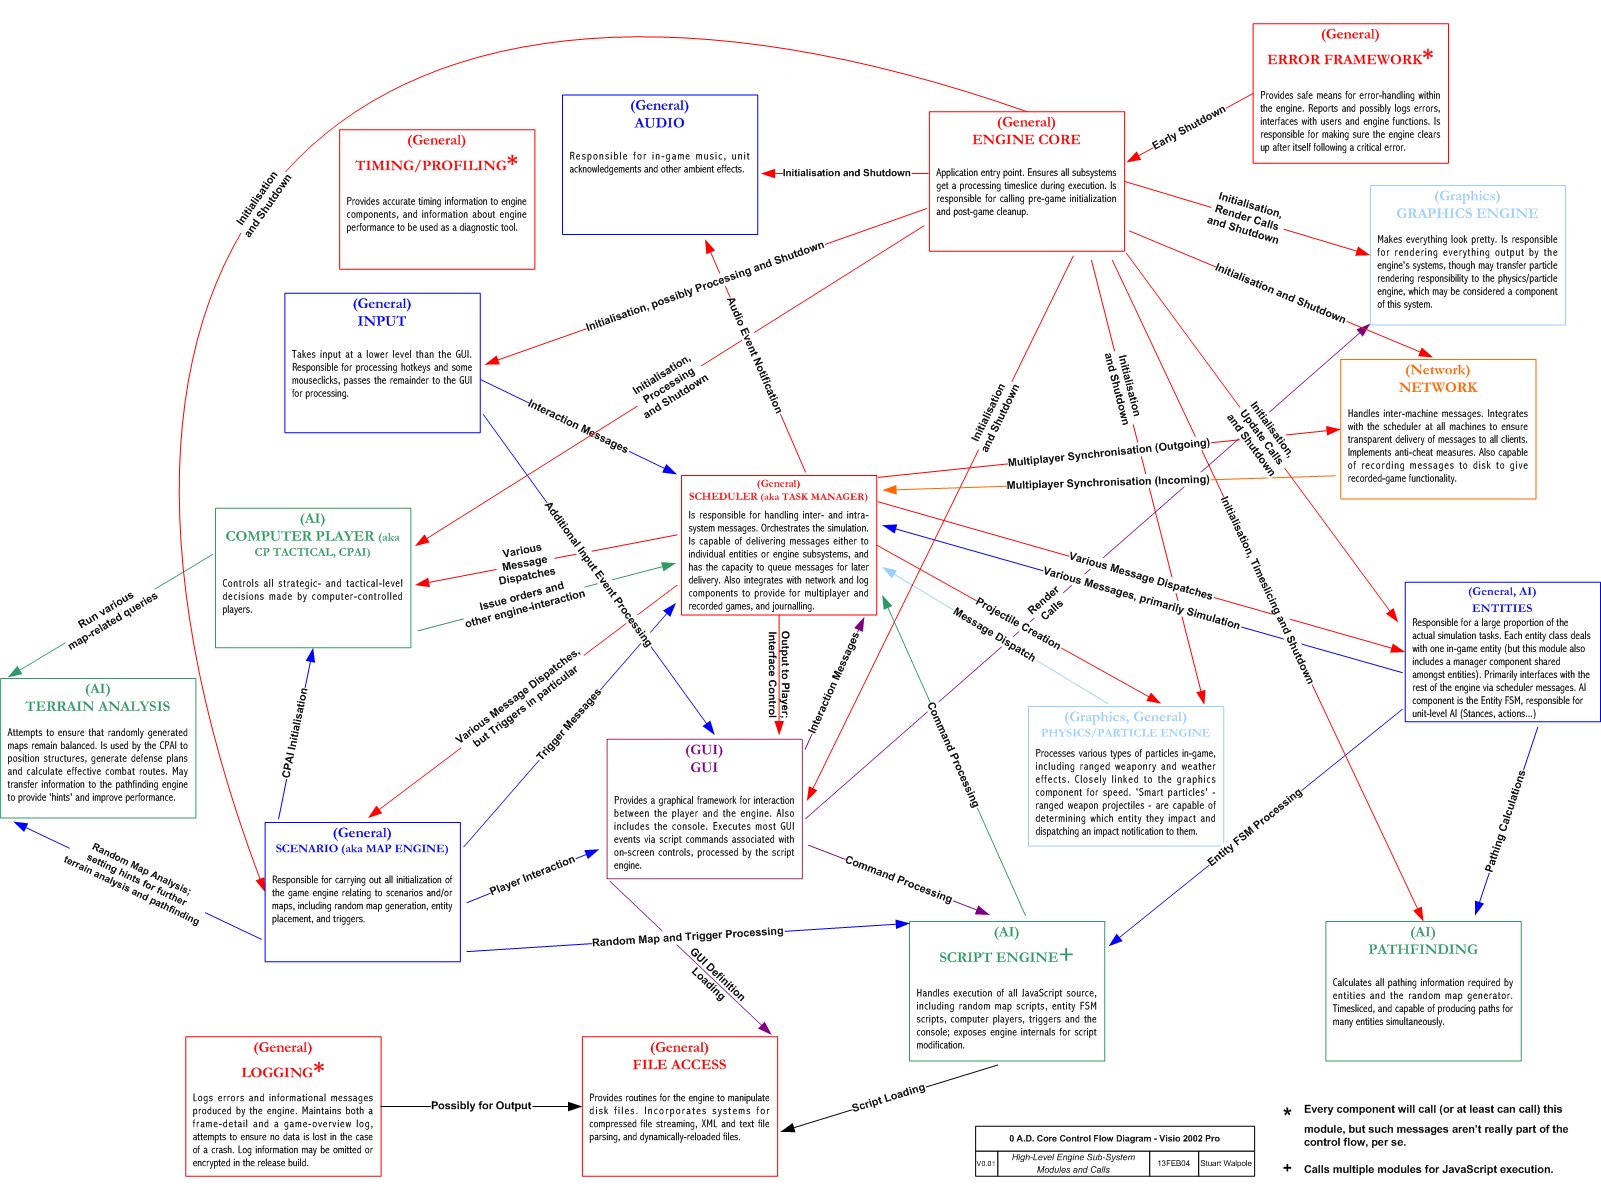 (General)
ERROR FRAMEWORK*
Provides safe means for error-handling within
the engine. Reports and possibly logs errors,
interfaces with users and engine functions. Is
responsible for making sure the engine clears
up after itself following a critical error.
(General)
AUDIO
Responsible for in-game music, unit
acknowledgements and other ambient effects.
(General)
ENGINE CORE
Application entry point. Ensures all subsystems
get a processing timeslice during execution. Is
responsible for calling pre-game initialization
and post-game cleanup.
(General)
TIMING/PROFILING*
Provides accurate timing information to engine
components, and information about engine
performance to be used as a diagnostic tool.
Early Shutdown
Initialisation and Shutdown
Initialisation
and Shutdown
Initialisation,
Render Calls
and Shutdown
(Graphics)
GRAPHICS ENGINE
Makes everything look pretty. Is responsible
for rendering everything output by the
engine's systems, though may transfer particle
rendering responsibility to the physics/particle
engine, which may be considered a component
of this system.
Initialisation, possibly Processing and Shutdown
Initialisation and Shutdown
Audio Event Notification
(General)
INPUT
Takes input at a lower level than the GUI.
Responsible for processing hotkeys and some
mouseclicks, passes the remainder to the GUI
for processing.
Initialisation,
Processing
and Shutdown
Initialisation
and Shutdown
Initialisation
and Shutdown
Initialisation,
Update Calls
and Shutdown
(Network)
NETWORK
Handles inter-machine messages. Integrates
with the scheduler at all machines to ensure
transparent delivery of messages to all clients.
Implements anti-cheat measures. Also capable
of recording messages to disk to give
recorded-game functionality.
Interaction Messages
Multiplayer Synchronisation (Outgoing)
Multiplayer Synchronisation (Incoming)
(General)
SCHEDULER (aka TASK MANAGER)
Is responsible for handling inter- and intra-
system messages. Orchestrates the simulation.
Is capable of delivering messages either to
individual entities or engine subsystems, and
has the capacity to queue messages for later
delivery. Also integrates with network and log
components to provide for multiplayer and
recorded games, and journalling.
(AI)
COMPUTER PLAYER (aka
CP TACTICAL, CPAI)
Controls all strategic- and tactical-level
decisions made by computer-controlled
players.
Additional Input Event Processing
Various
Message
Dispatches
Issue orders and
other engine-interaction
Initialisation, Timeslicing and Shutdown
Various Message Dispatches
Various Messages, primarily Simulation
Render
Calls
Projectile Creation
Message Dispatch
(General, AI)
ENTITIES
Responsible for a large proportion of the
actual simulation tasks. Each entity class deals
with one in-game entity (but this module also
includes a manager component shared
amongst entities). Primarily interfaces with the
rest of the engine via scheduler messages. AI
component is the Entity FSM, responsible for
unit-level AI (Stances, actions...)
Run various
map-related queries
(AI)
TERRAIN ANALYSIS
Attempts to ensure that randomly generated
maps remain balanced. Is used by the CPAI to
position structures, generate defense plans
and calculate effective combat routes. May
transfer information to the pathfinding engine
to provide 'hints' and improve performance.
CPAI Initialisation
Various Message Dispatches,
but Triggers in particular
Trigger Messages
Output to Player;
Interface Control
Interaction Messages
Command Processing
(Graphics, General)
PHYSICS/PARTICLE ENGINE
Processes various types of particles in-game,
including ranged weaponry and weather
effects. Closely linked to the graphics
component for speed. 'Smart particles' -
ranged weapon projectiles - are capable of
determining which entity they impact and
dispatching an impact notification to them.
(GUI)
GUI
Provides a graphical framework for interaction
between the player and the engine. Also
includes the console. Executes most GUI
events via script commands associated with
on-screen controls, processed by the script
engine.
(General)
SCENARIO (aka MAP ENGINE)
Responsible for carrying out all initialization of
the game engine relating to scenarios and/or
maps, including random map generation, entity
placement, and triggers.
Random Map Analysis;
setting hints for further
terrain analysis and pathfinding
Player Interaction
Command Processing
Entity FSM Processing
Pathing Calculations
Random Map and Trigger Processing
GUI Definition
Loading
(AI)
SCRIPT ENGINE+
Handles execution of all JavaScript source,
including random map scripts, entity FSM
scripts, computer players, triggers and the
console; exposes engine internals for script
modification.
(AI)
PATHFINDING
Calculates all pathing information required by
entities and the random map generator.
Timesliced, and capable of producing paths for
many entities simultaneously.
(General)
LOGGING*
Logs errors and informational messages
produced by the engine. Maintains both a
frame-detail and a game-overview log,
attempts to ensure no data is lost in the case
of a crash. Log information may be omitted or
encrypted in the release build.
Possibly for Output
(General)
FILE ACCESS
Provides routines for the engine to manipulate
disk files. Incorporates systems for
compressed file streaming, XML and text file
parsing, and dynamically-reloaded files.
Script Loading
0 A.D. Core Control Flow Diagram - Visio 2002 Pro
V0.01
High-Level Engine Sub-System
Modules and Calls
13FEB04
Stuart Walpole
* Every component will call (or at least can call) this
module, but such messages aren't really part of the
control flow, per se.
+ Calls multiple modules for JavaScript execution.